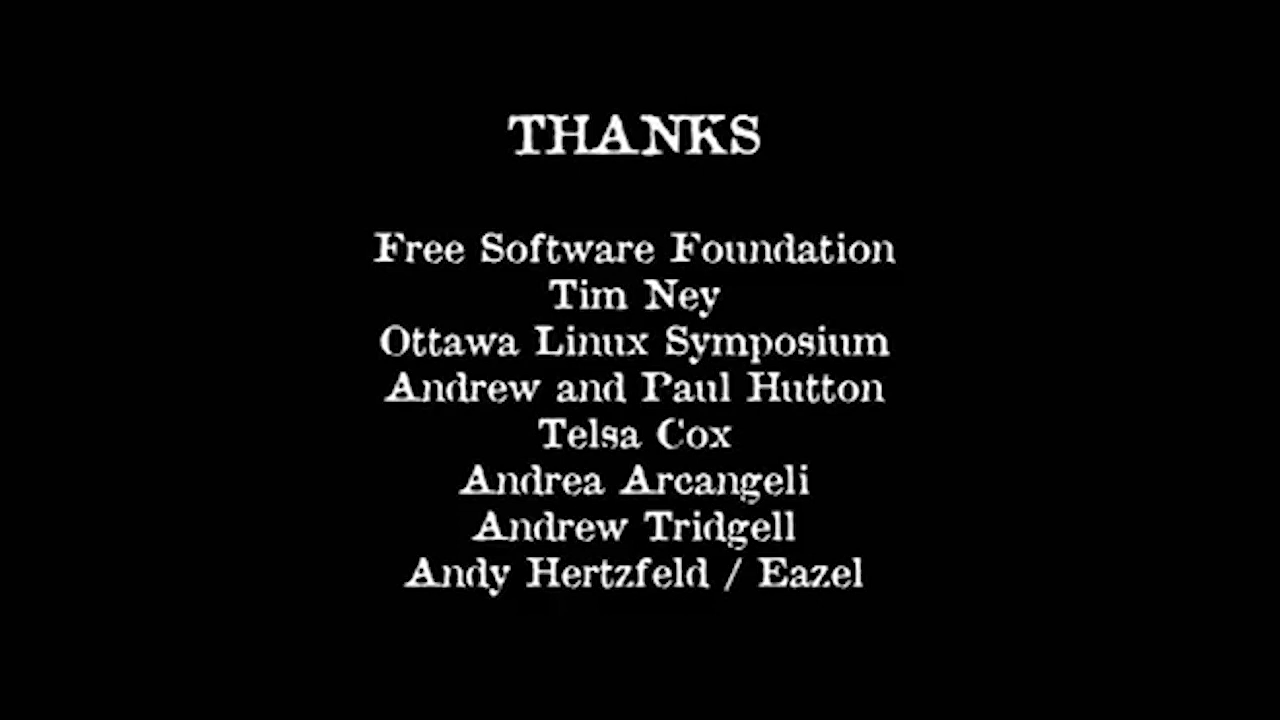 THANKS
Free Software Foundation
Tim Ney
Ottawa Linux Symposium
Andrew and Paul Hutton
Telsa Cox
Andrea Arcangeli
Andrew Tridgell
Andy Hertzfeld / Eazel